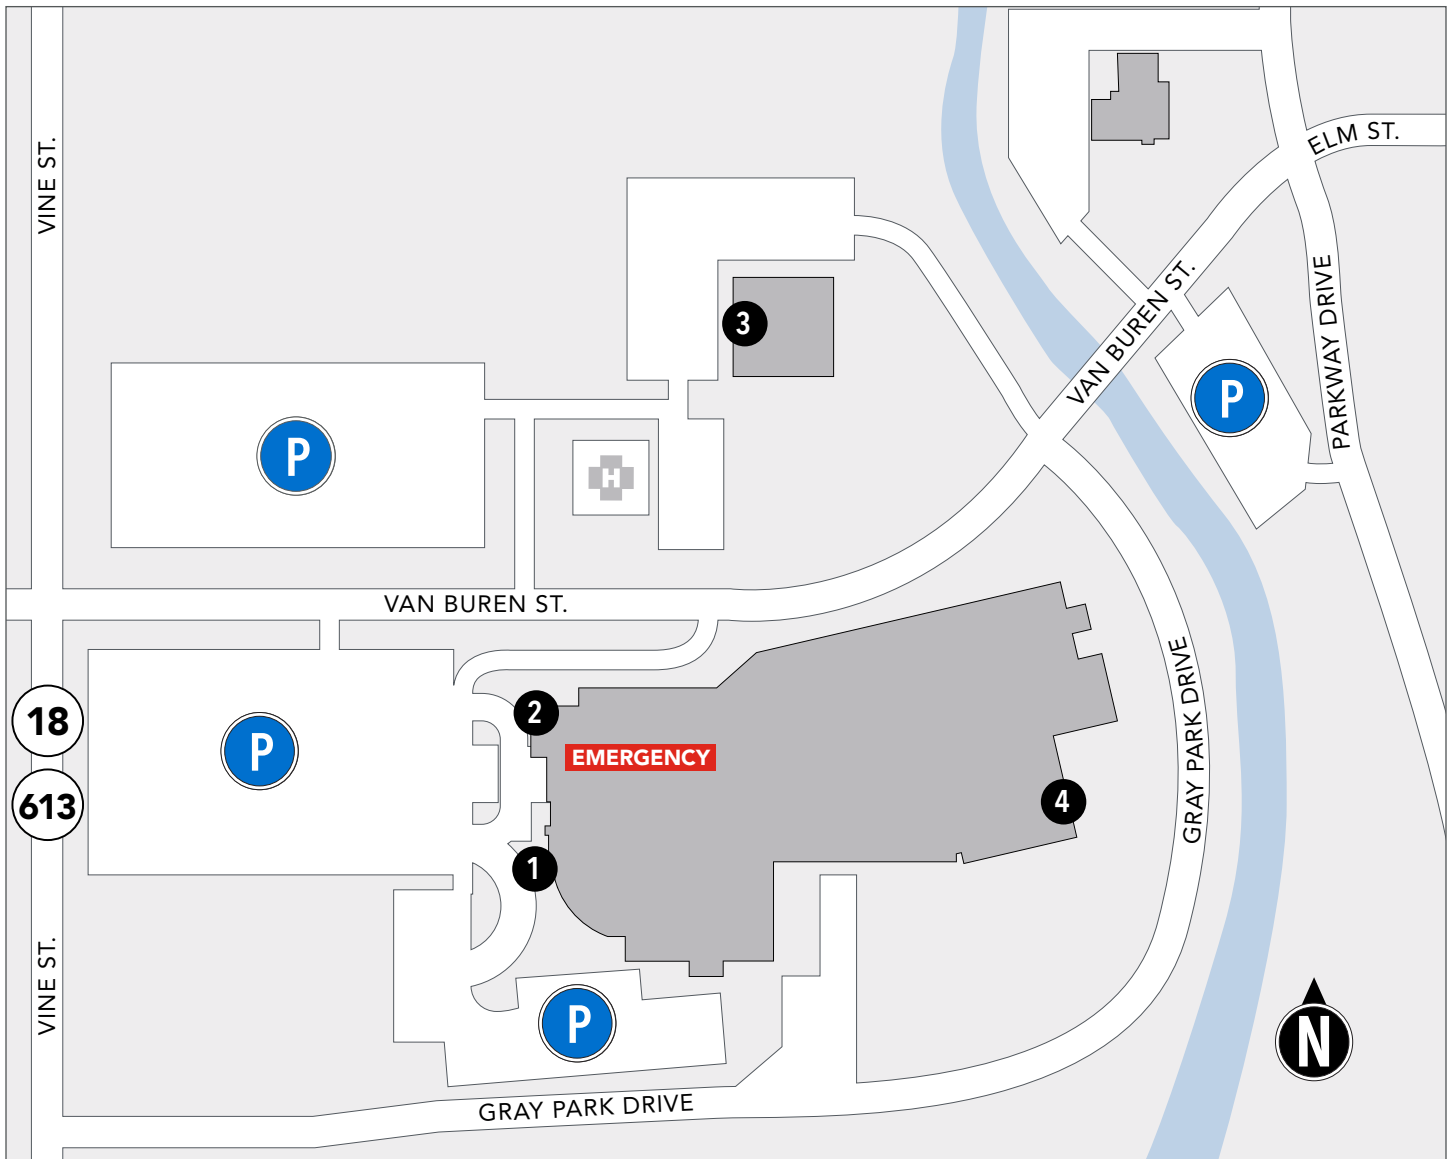 VINE ST.
ELM ST.
VAN BUREN ST.
PARKWAY DRIVE
3
P
P
H
VAN BUREN ST.
18
613
P
2
EMERGENCY
GRAY PARK DRIVE
4
1
VINE ST.
P
N
GRAY PARK DRIVE